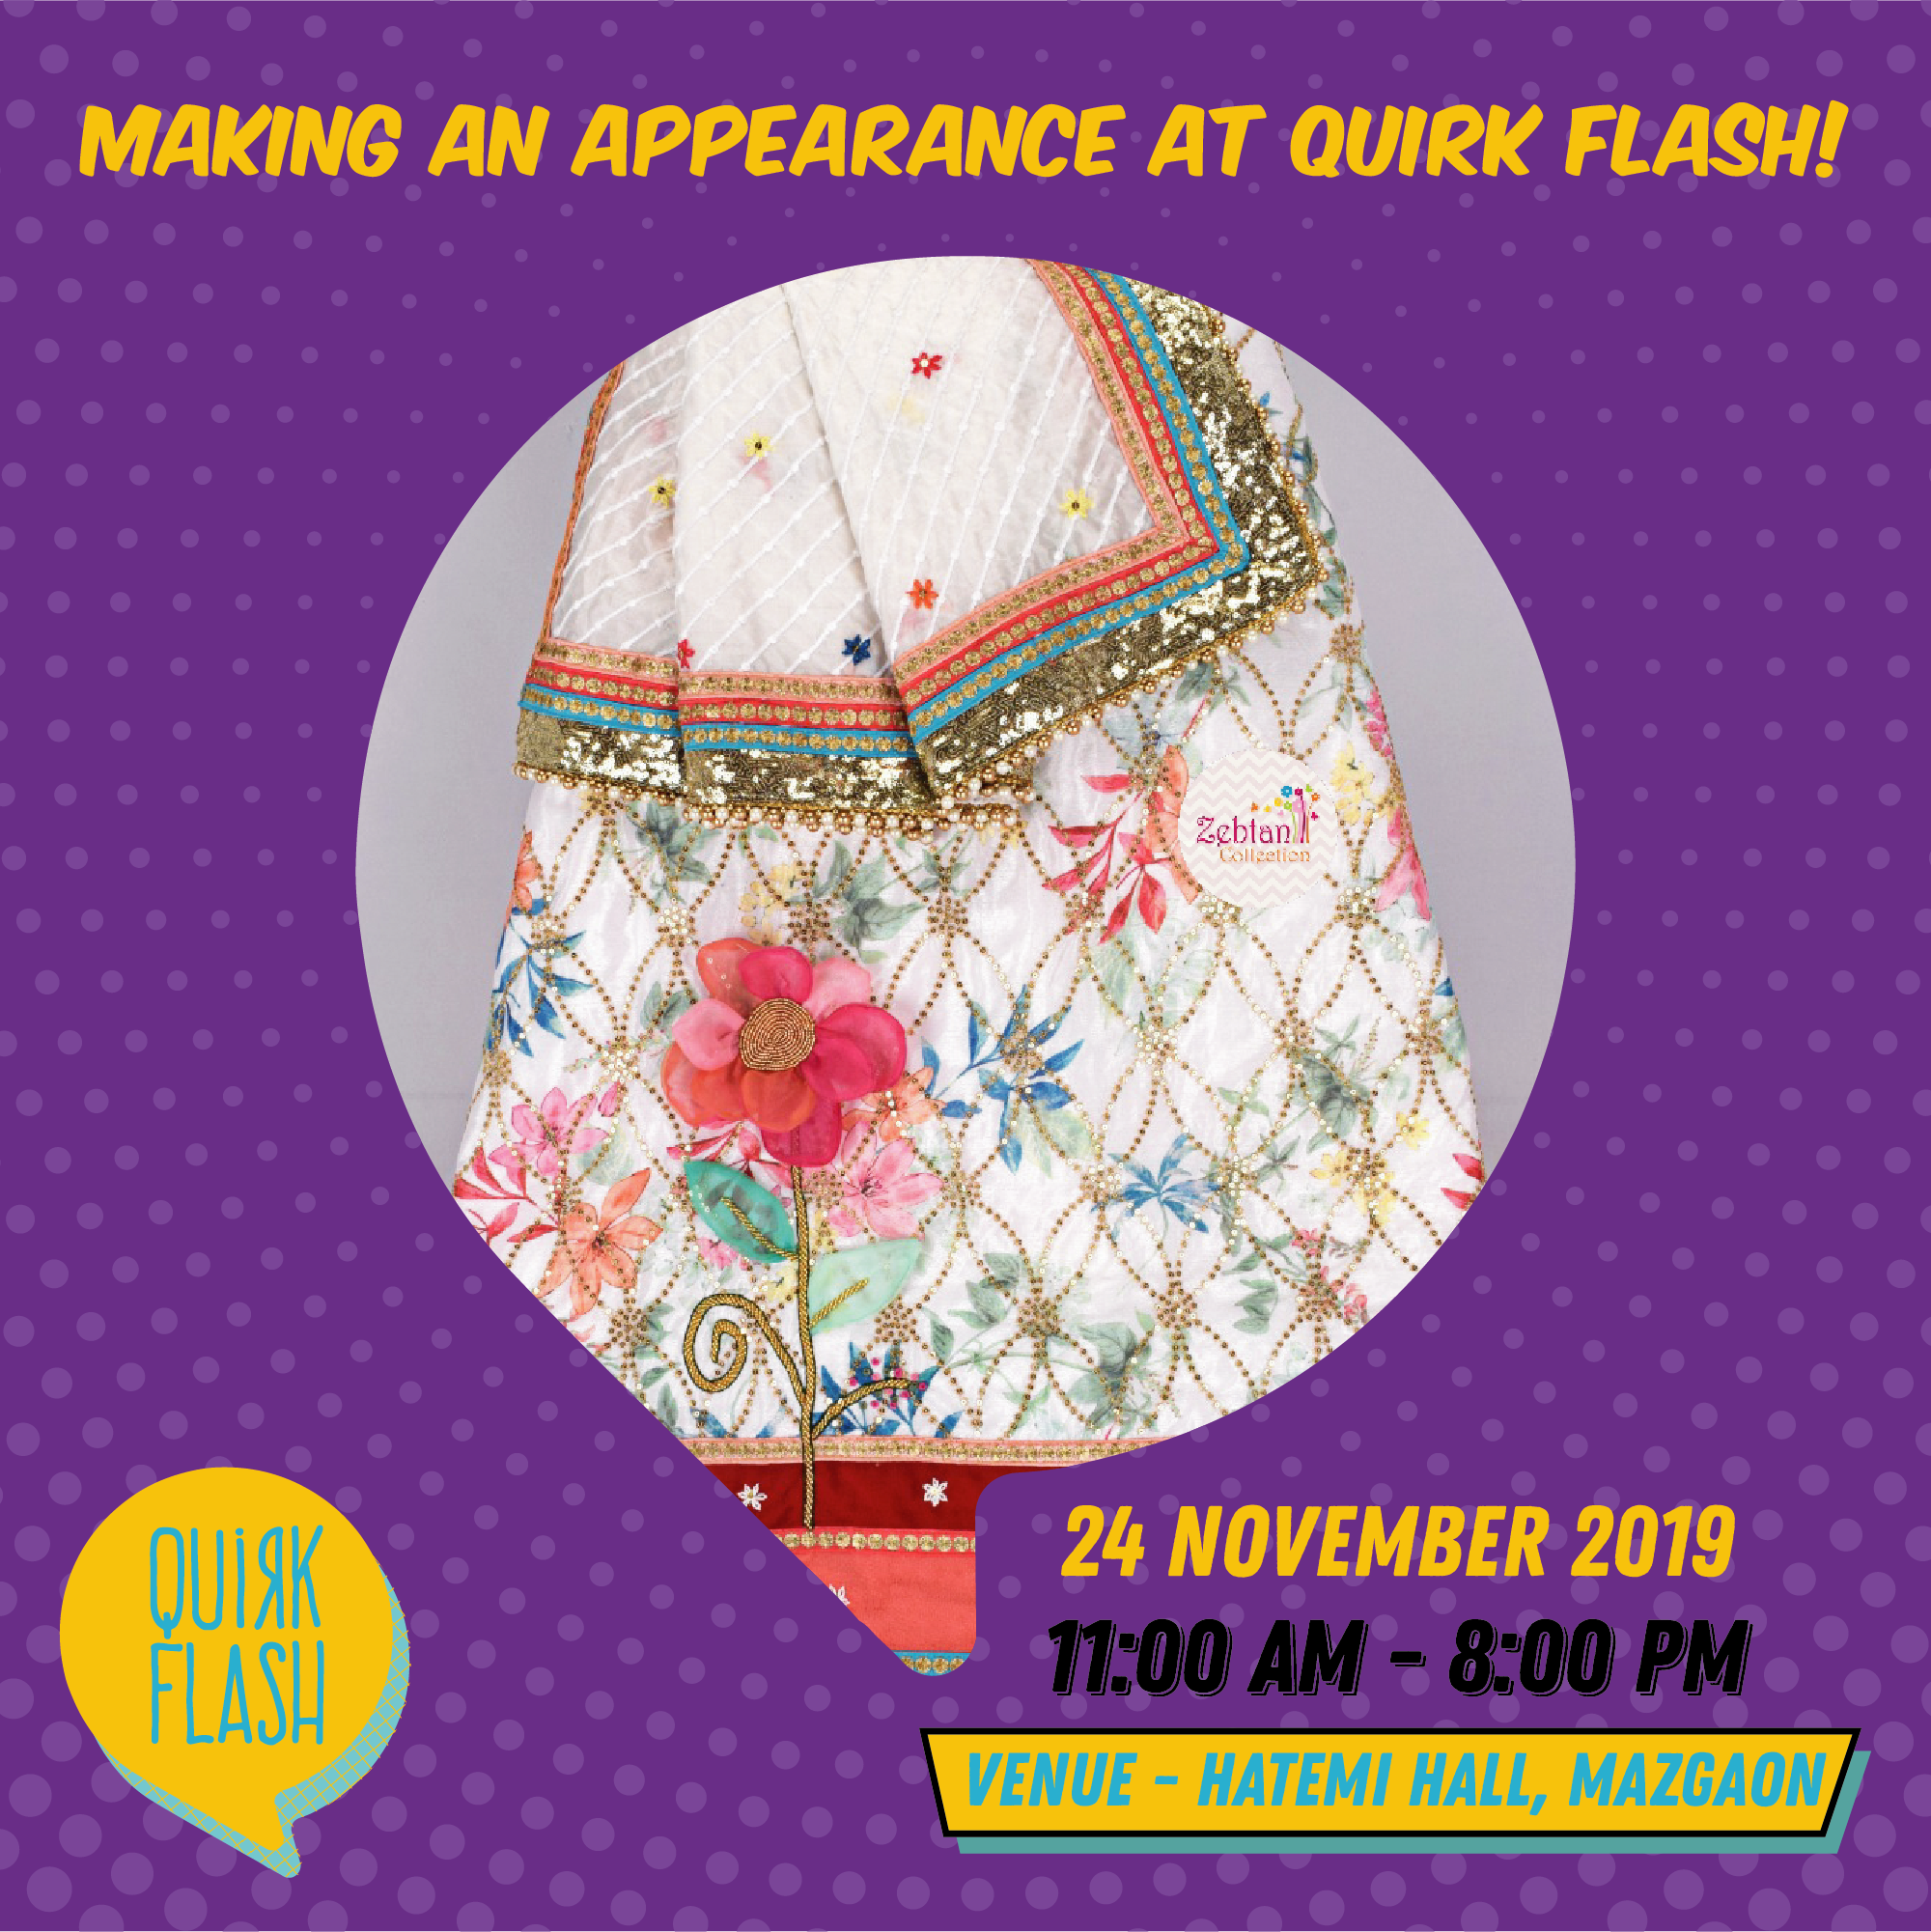 MAKING AN APPEARANCE AT QUIRK FLASH!
Zebtan
Collection
QUiRK
FLASH
24 NOVEMBER 2019
11:00 AM - 8:00 PM
VENUE - HATEMI HALL, MAZGAON